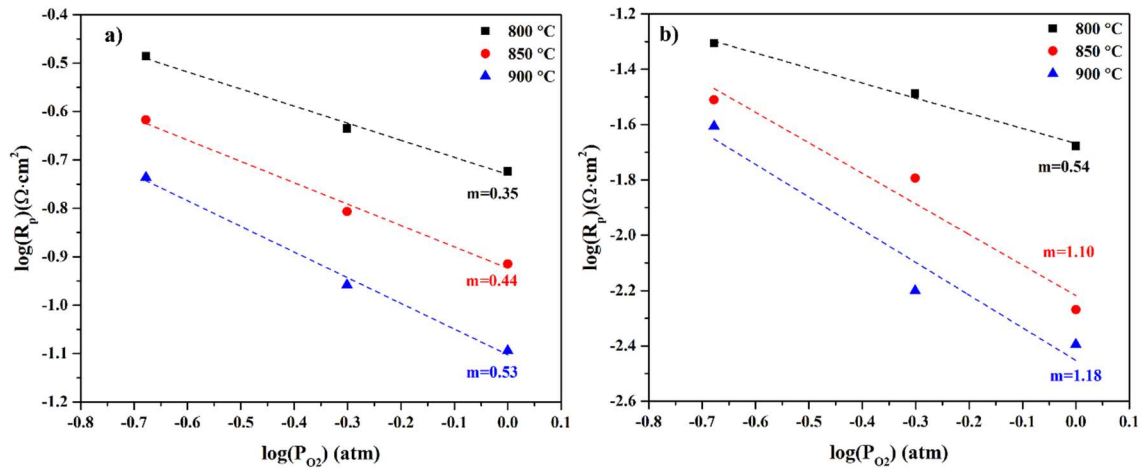 a)
800 °C
850 °C
900 °C
-0.4
-0.5
-0.6
-0.7
-0.8
-0.9
-1.0
-1.1
-1.2
log(Rp)(Ω·cm2)
m=0.35
m=0.44
m=0.53
-0.8 -0.7 -0.6 -0.5 -0.4 -0.3 -0.2 -0.1 0.0 0.1
log(PO2) (atm)
b)
800 °C
850 °C
900 °C
-1.2
-1.4
-1.6
-1.8
-2.0
-2.2
-2.4
-2.6
log(Rp)(Ω·cm2)
m=0.54
m=1.10
m=1.18
-0.8 -0.7 -0.6 -0.5 -0.4 -0.3 -0.2 -0.1 0.0 0.1
log(PO2) (atm)